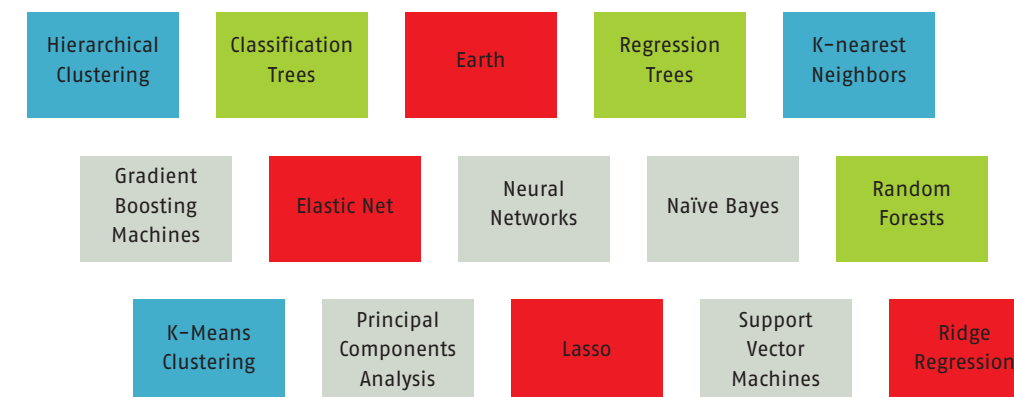 Hierarchical
Clustering
Classification
Trees
Earth
Regression
Trees
K-nearest
Neighbors
Gradient
Boosting
Machines
Elastic Net
Neural
Networks
Naïve Bayes
Random
Forests
K-Means
Clustering
Principal
Components
Analysis
Lasso
Support
Vector
Machines
Ridge
Regression